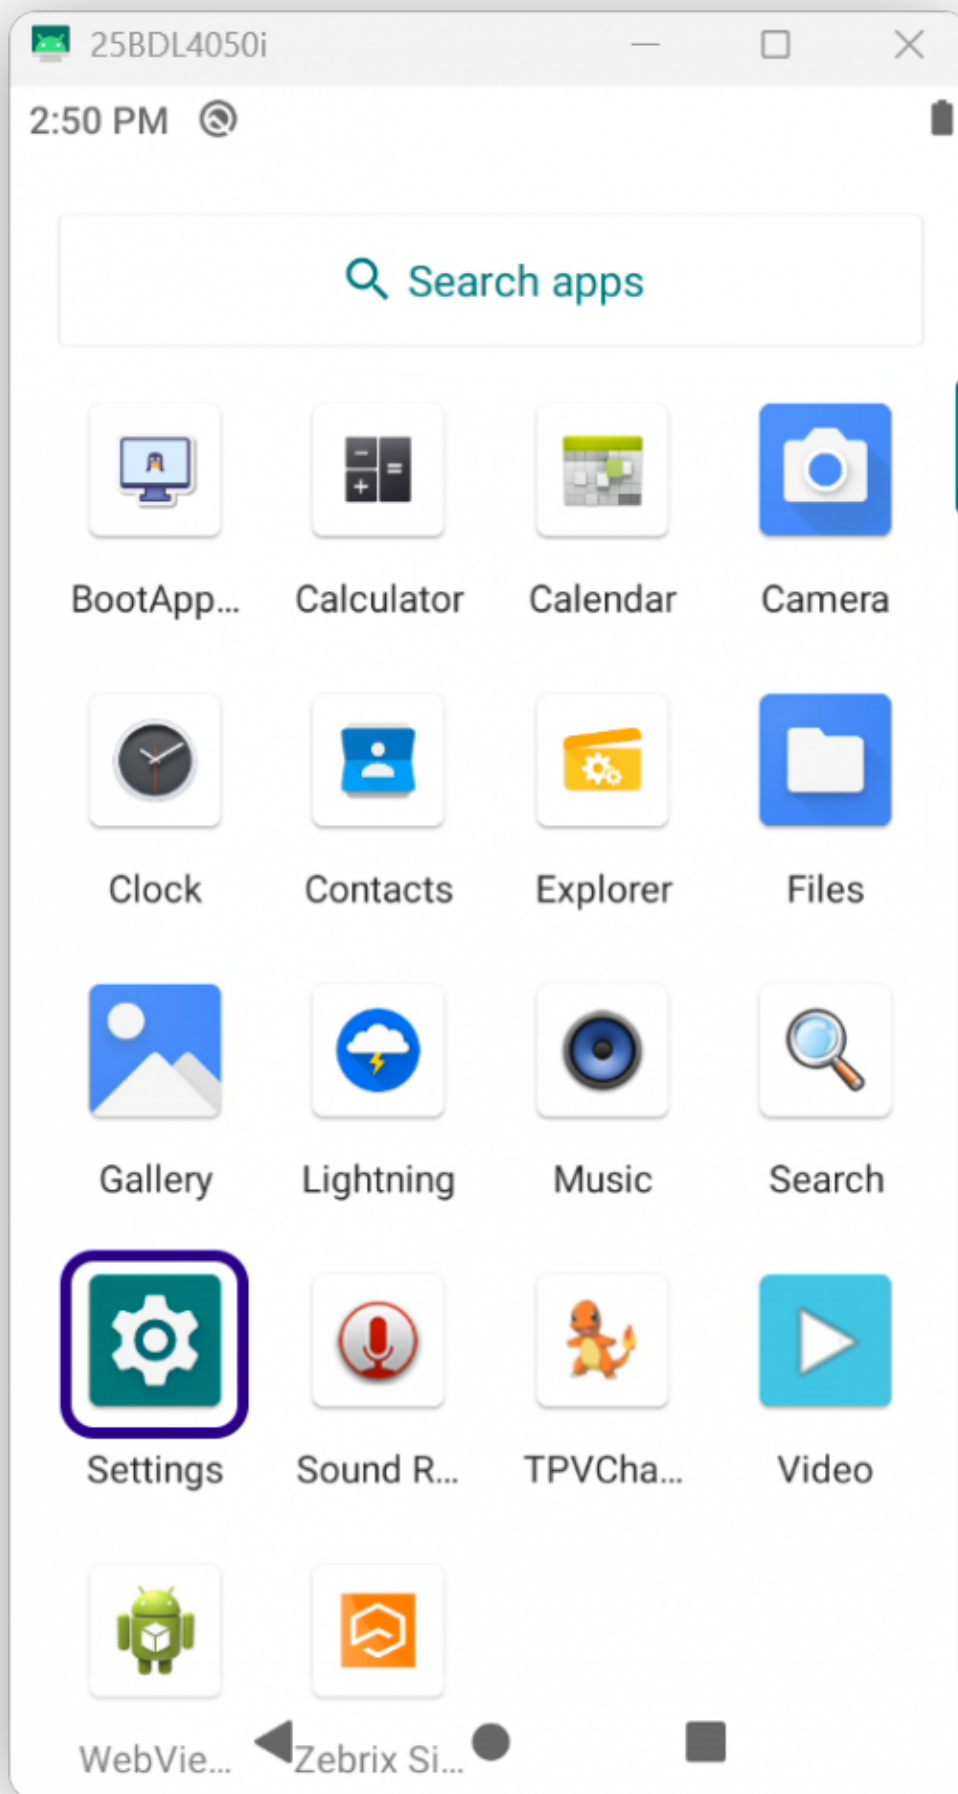 25BDL4050i
2:50 PM
Search apps
BootApp... Calculator Calendar Camera
Clock Contacts Explorer Files
Gallery Lightning Music Search
Settings Sound R... TPVCha... Video
WebVie... Zebrix Si...